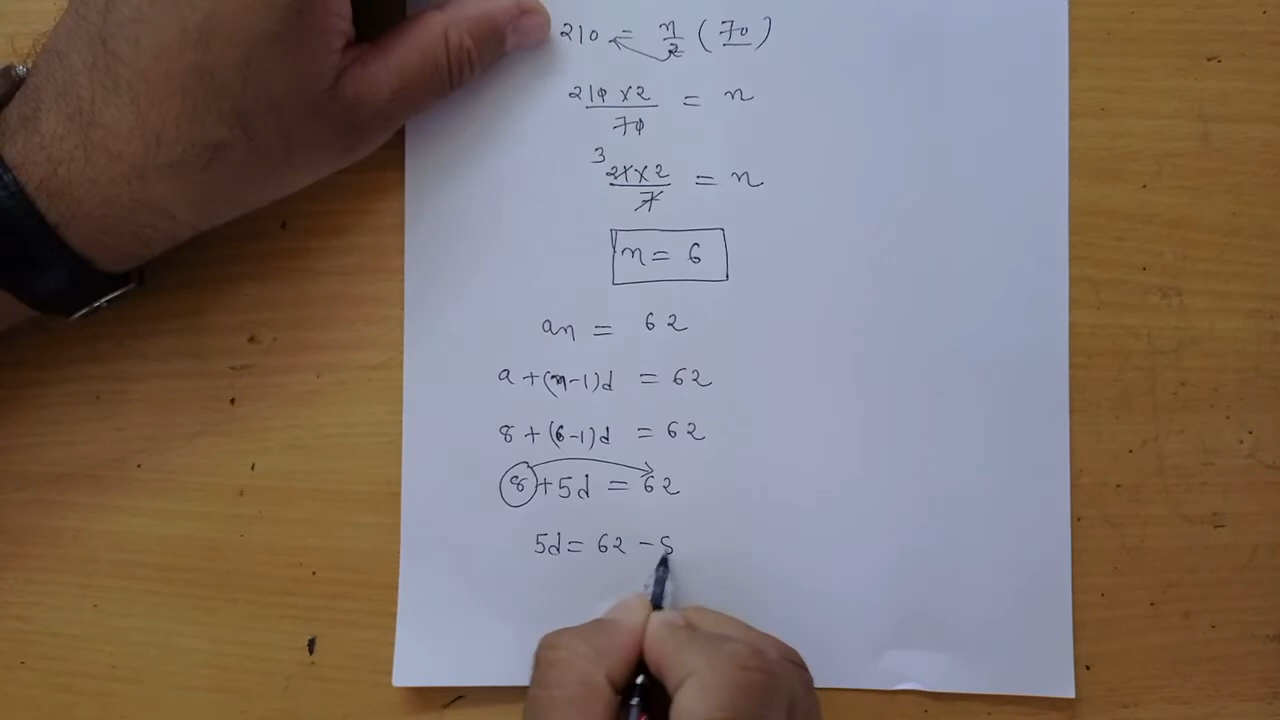 210 = n/2 (70)
210 × 2 / 70 = n
3
21 × 2 / 7 = n
n = 6
an = 62
a + (n-1)d = 62
8 + (6-1)d = 62
8 + 5d = 62
5d = 62 -